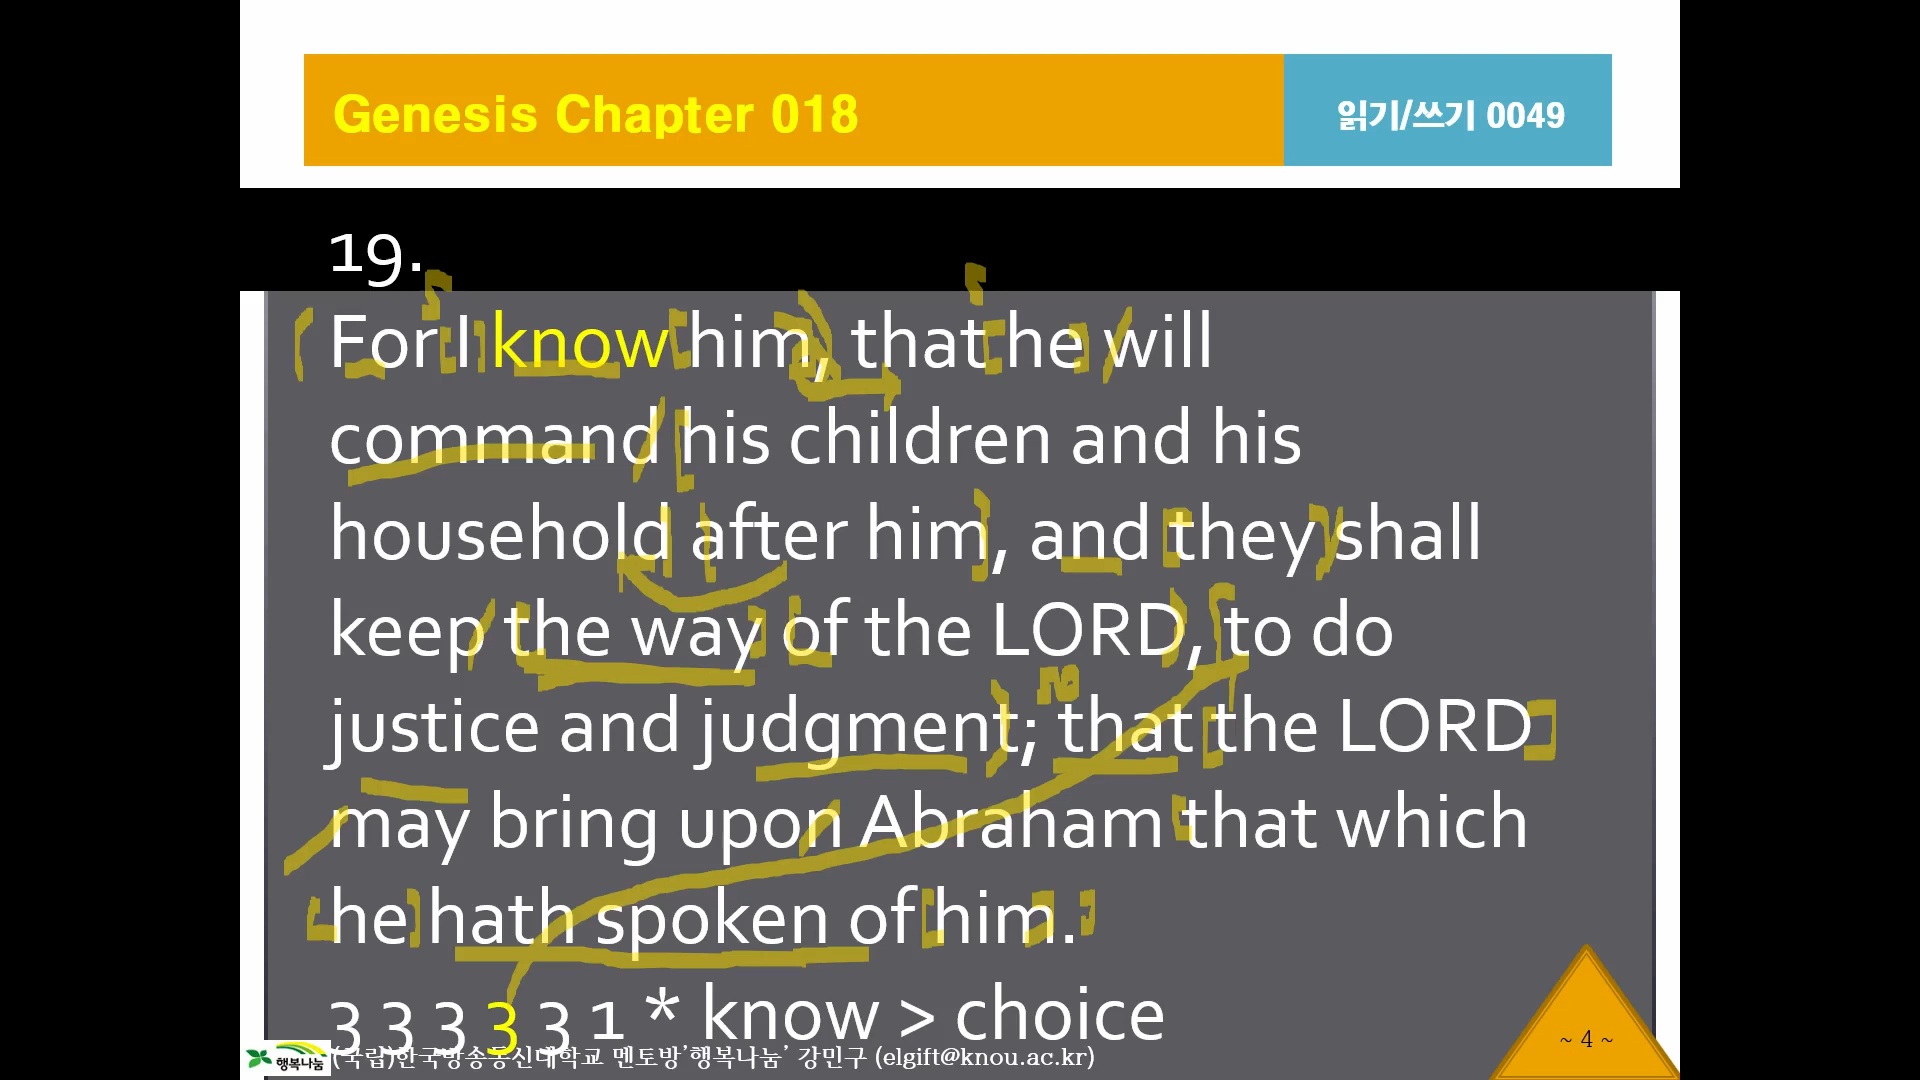 Genesis Chapter 018
읽기/쓰기 0049
19.
For I know him, that he will
command his children and his
household after him, and they shall
keep the way of the LORD, to do
justice and judgment; that the LORD
may bring upon Abraham that which
he hath spoken of him.
3 3 3 3 3 1 * know > choice
행복나눔
(국립)한국방송통신대학교 멘토방'행복나눔' 강민구 (elgift@knou.ac.kr)
~ 4 ~